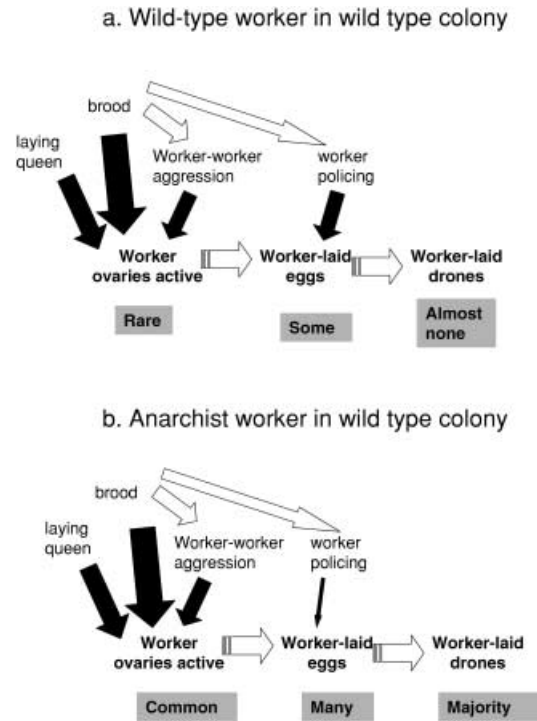 a. Wild-type worker in wild type colony
brood
laying
queen
Worker-worker
aggression
worker
policing
Worker
ovaries active
Worker-laid
eggs
Worker-laid
drones
Rare
Some
Almost
none
b. Anarchist worker in wild type colony
brood
laying
queen
Worker-worker
aggression
worker
policing
Worker
ovaries active
Worker-laid
eggs
Worker-laid
drones
Common
Many
Majority